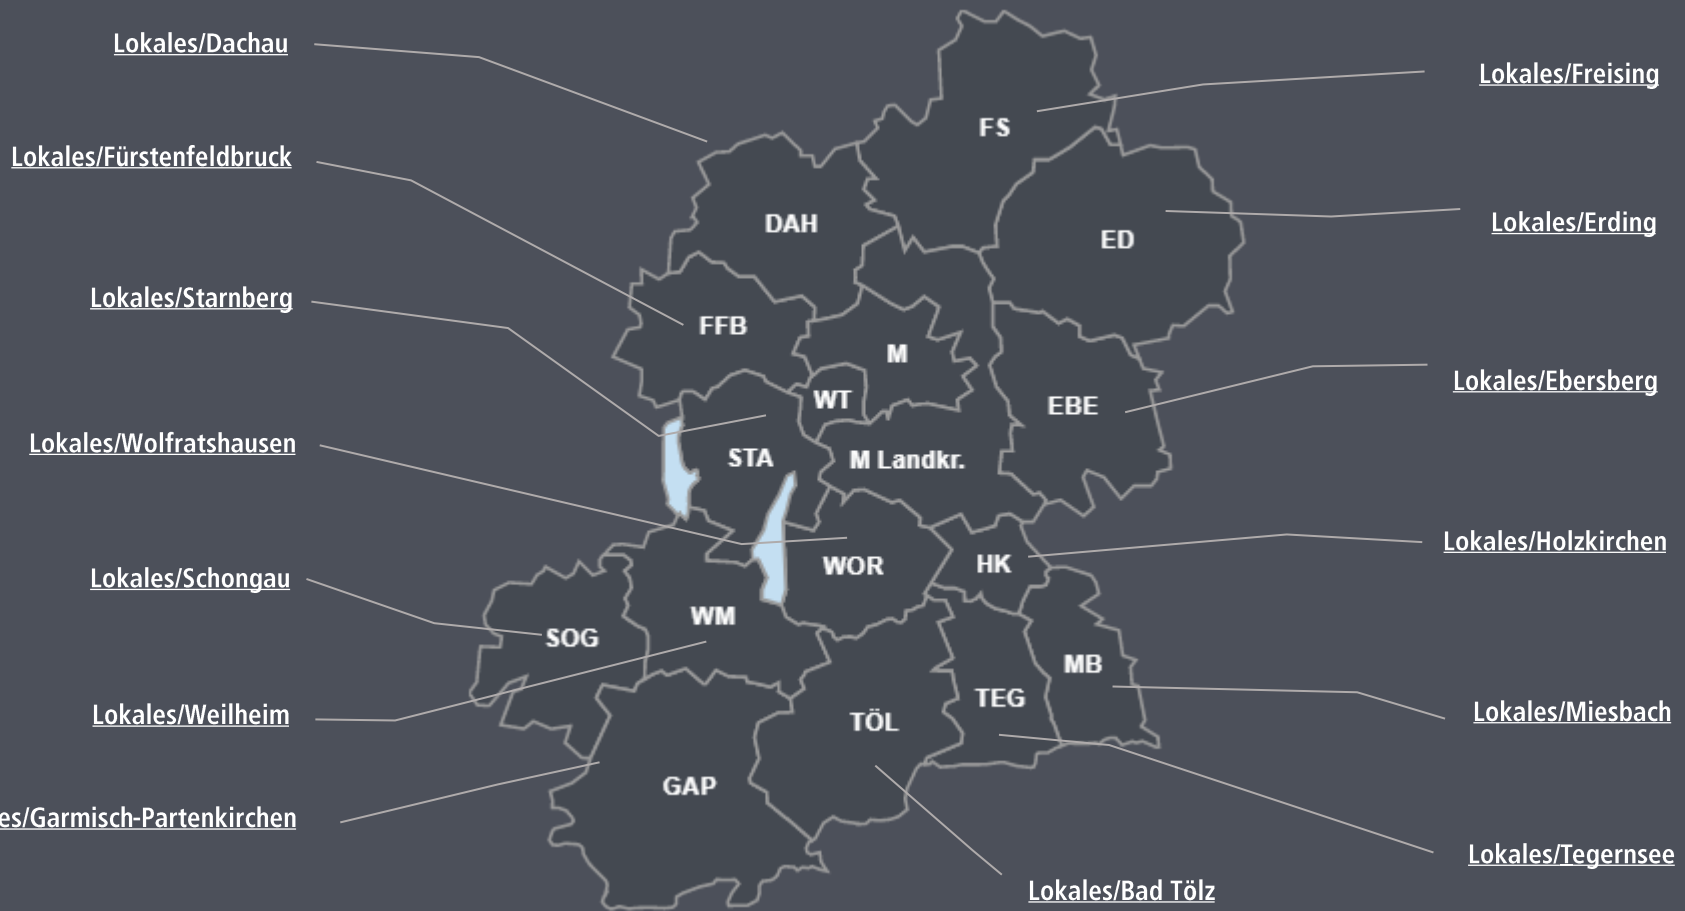 Lokales/Dachau
Lokales/Freising
FS
Lokales/Fürstenfeldbruck
DAH
Lokales/Erding
ED
Lokales/Starnberg
FFB
M
Lokales/Ebersberg
WT
EBE
Lokales/Wolfratshausen
STA
M Landkr.
Lokales/Holzkirchen
HK
WOR
Lokales/Schongau
WM
SOG
MB
TEG
Lokales/Miesbach
Lokales/Weilheim
TÖL
GAP
es/Garmisch-Partenkirchen
Lokales/Tegernsee
Lokales/Bad Tölz